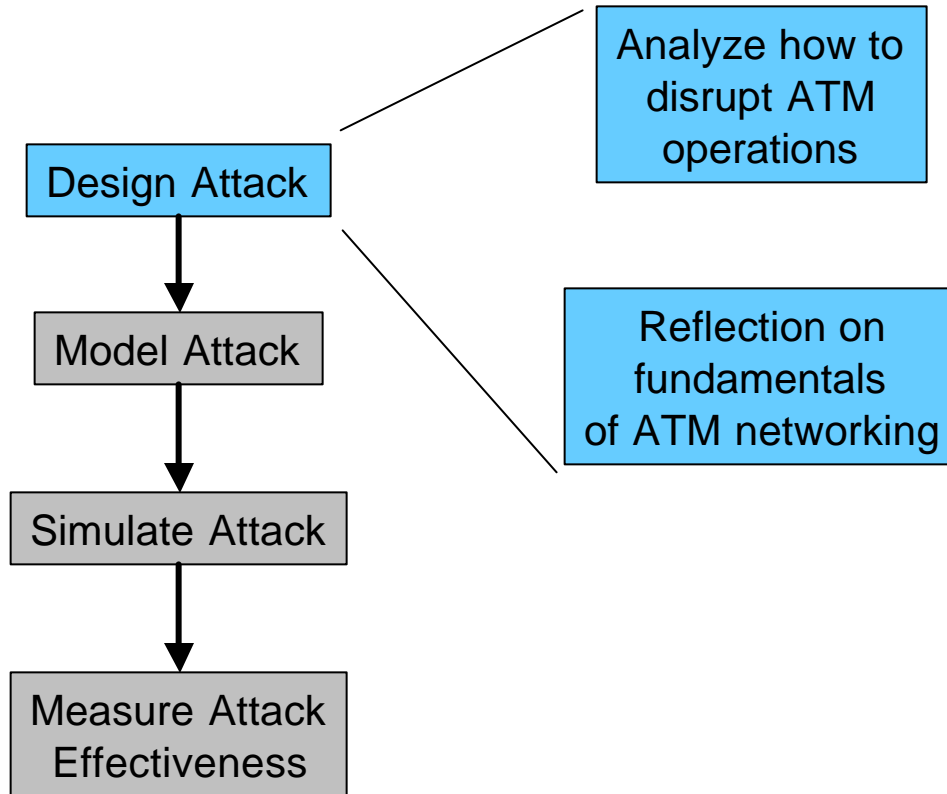 Analyze how to
disrupt ATM
operations
Design Attack
Reflection on
fundamentals
of ATM networking
Model Attack
Simulate Attack
Measure Attack
Effectiveness